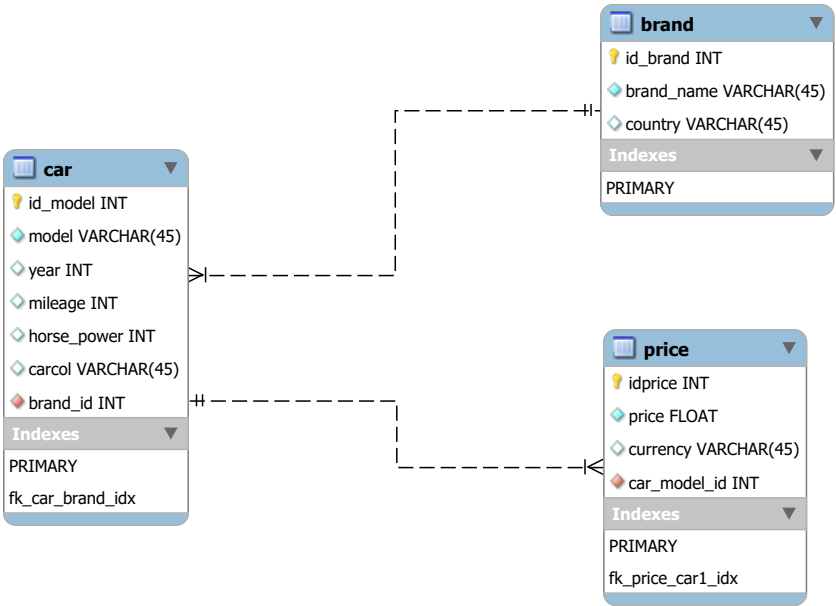 brand
id_brand INT
brand_name VARCHAR(45)
country VARCHAR(45)
Indexes
PRIMARY
car
id_model INT
model VARCHAR(45)
year INT
mileage INT
horse_power INT
carcol VARCHAR(45)
brand_id INT
Indexes
PRIMARY
fk_car_brand_idx
price
idprice INT
price FLOAT
currency VARCHAR(45)
car_model_id INT
Indexes
PRIMARY
fk_price_car1_idx